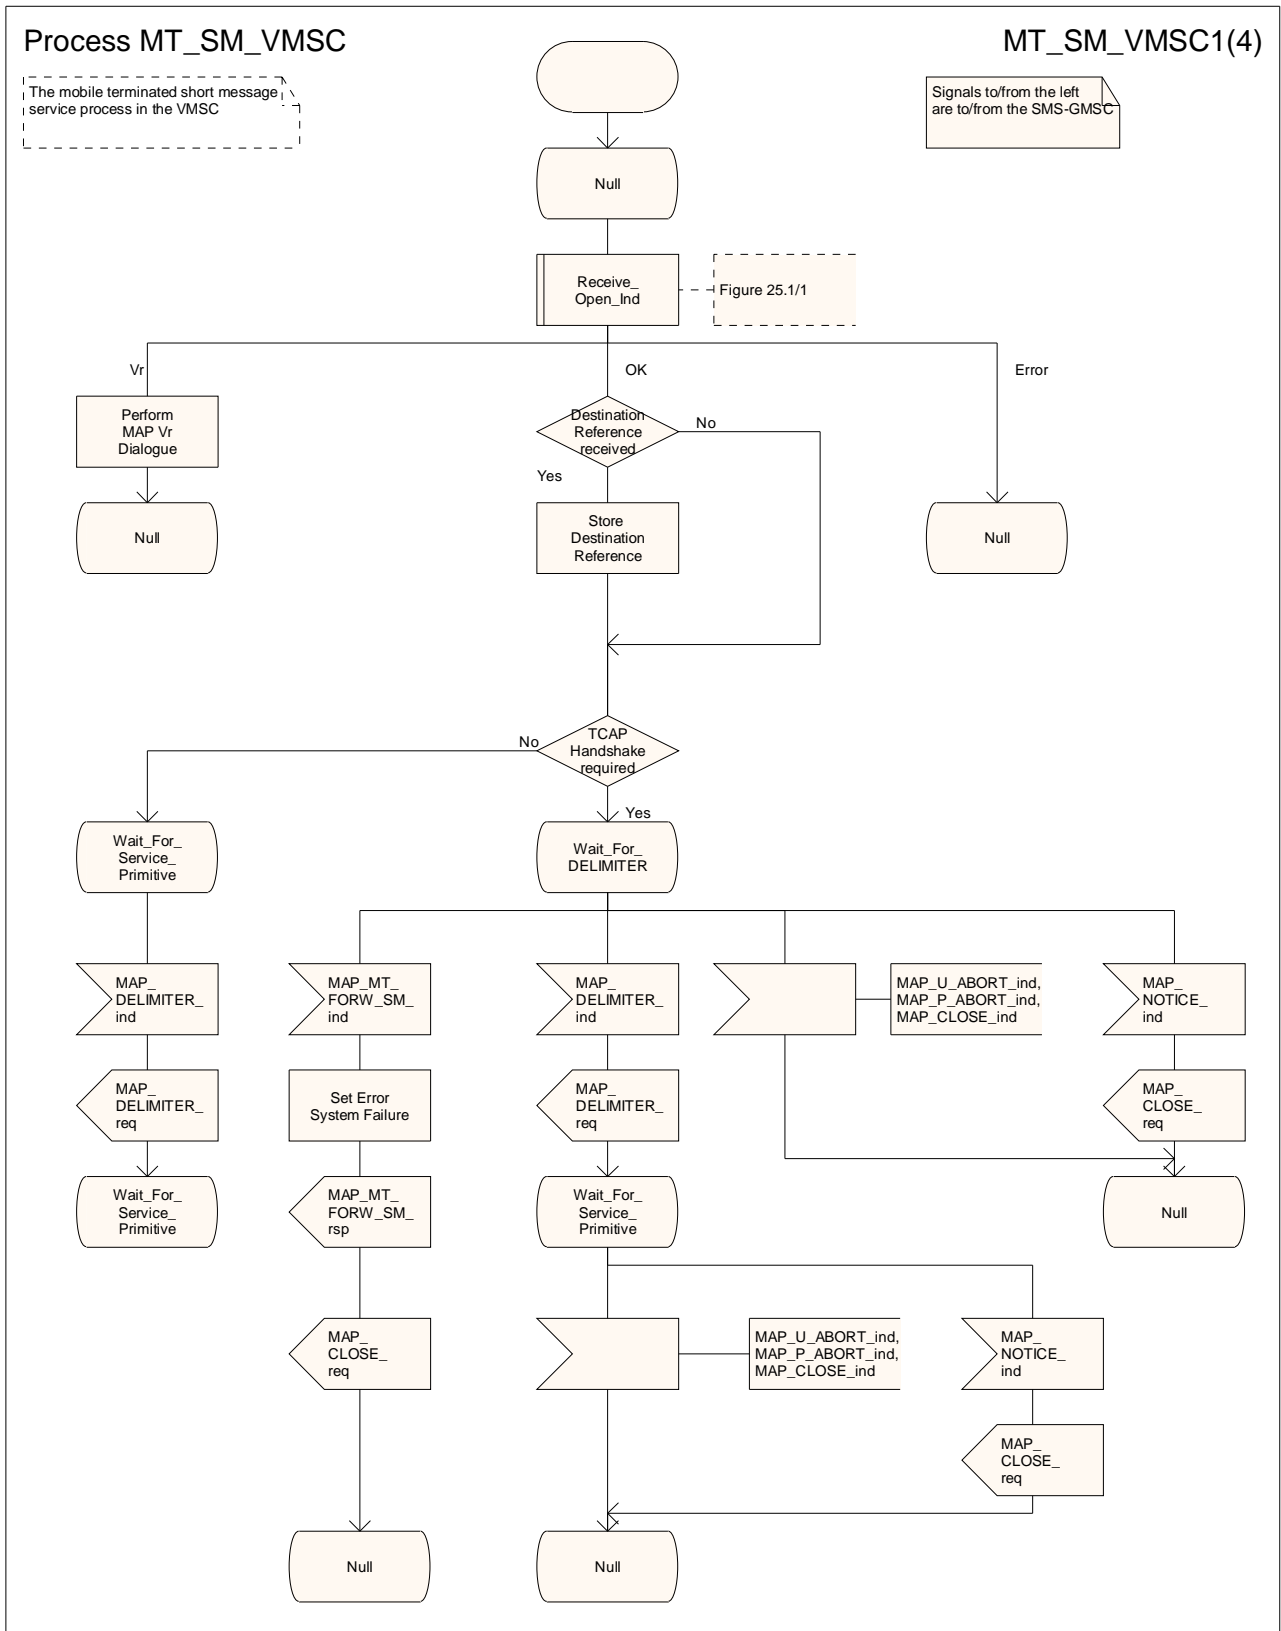 Process MT_SM_VMSC
MT_SM_VMSC1(4)
The mobile terminated short message
service process in the VMSC
Signals to/from the left
are to/from the SMS-GMSC
Null
Receive_
Open_Ind
Figure 25.1/1
Vr
OK
Error
Perform
MAP Vr
Dialogue
Destination
Reference
received
No
Yes
Null
Store
Destination
Reference
Null
TCAP
Handshake
required
No
Yes
Wait_For_
Service_
Primitive
Wait_For_
DELIMITER
MAP_
DELIMITER_
ind
MAP_MT_
FORW_SM_
ind
MAP_
DELIMITER_
ind
MAP_U_ABORT_ind,
MAP_P_ABORT_ind,
MAP_CLOSE_ind
MAP_
NOTICE_
ind
MAP_
DELIMITER_
req
Set Error
System Failure
MAP_
DELIMITER_
req
MAP_
CLOSE_
req
Wait_For_
Service_
Primitive
MAP_MT_
FORW_SM_
rsp
Wait_For_
Service_
Primitive
Null
MAP_
CLOSE_
req
MAP_U_ABORT_ind,
MAP_P_ABORT_ind,
MAP_CLOSE_ind
MAP_
NOTICE_
ind
MAP_
CLOSE_
req
Null
Null